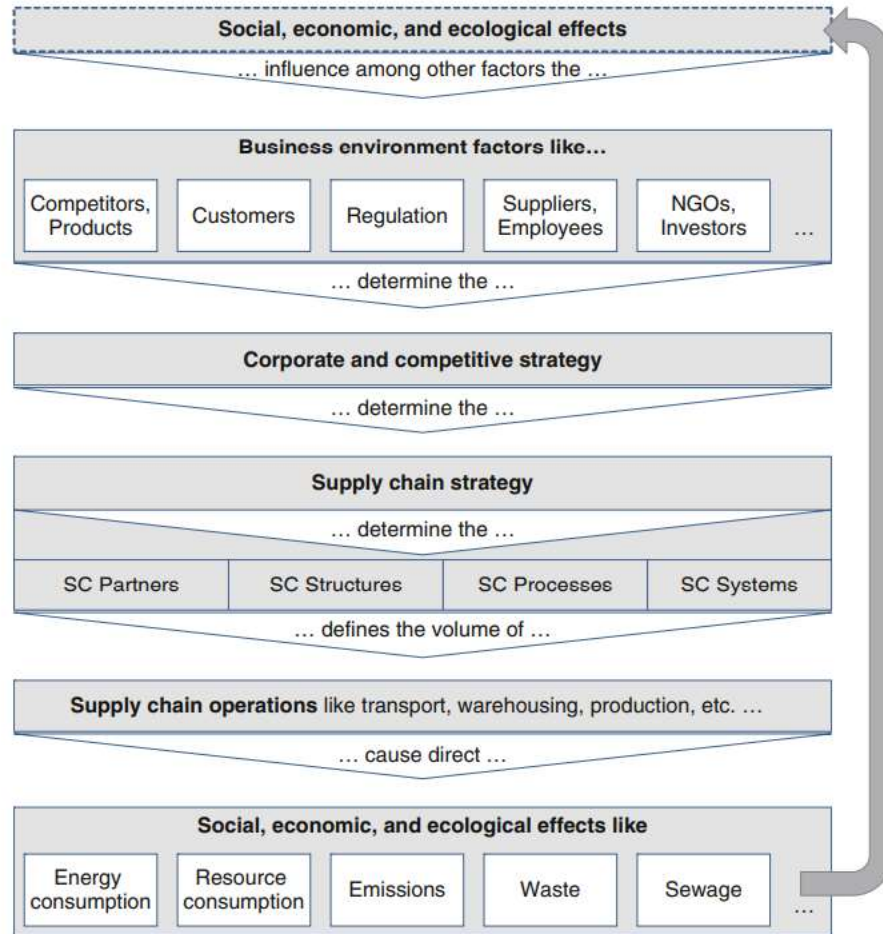 Social, economic, and ecological effects
… influence among other factors the …
Business environment factors like…
Competitors,
Products
Customers
Regulation
Suppliers,
Employees
NGOs,
Investors
…
… determine the …
Corporate and competitive strategy
… determine the …
Supply chain strategy
… determine the …
SC Partners
SC Structures
SC Processes
SC Systems
… defines the volume of …
Supply chain operations like transport, warehousing, production, etc. …
… cause direct …
Social, economic, and ecological effects like
Energy
consumption
Resource
consumption
Emissions
Waste
Sewage
…